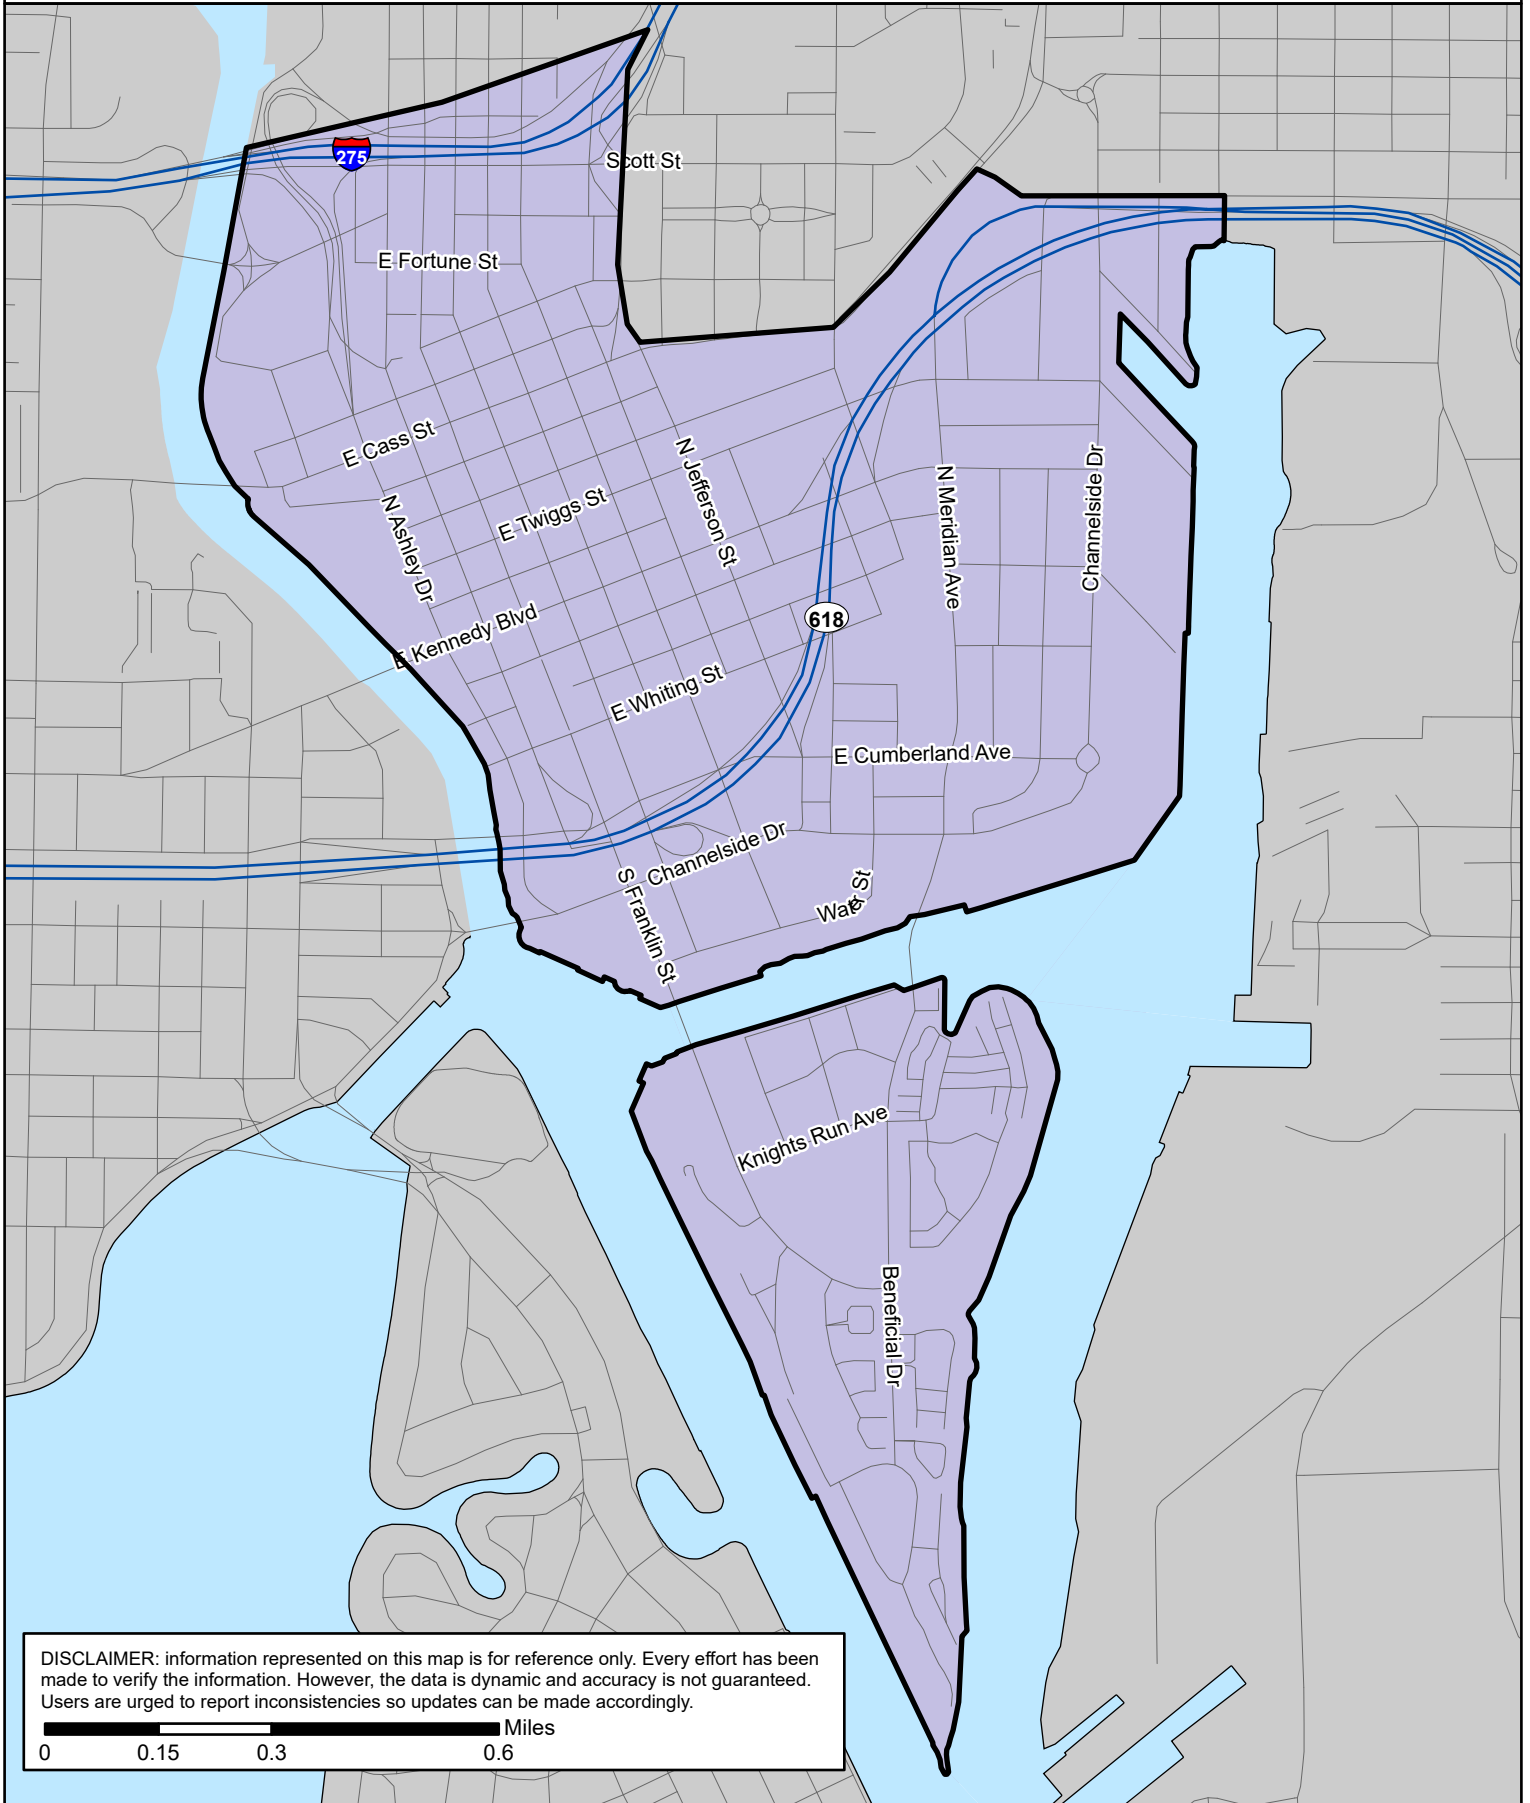 275
Scott St
E Fortune St
E Cass St
N Jefferson St
N Ashley Dr
E Twiggs St
N Meridian Ave
Channelside Dr
E Kennedy Blvd
618
E Whiting St
E Cumberland Ave
Channelside Dr
S Franklin St
Water St
Knights Run Ave
Beneficial Dr
DISCLAIMER: information represented on this map is for reference only. Every effort has been
made to verify the information. However, the data is dynamic and accuracy is not guaranteed.
Users are urged to report inconsistencies so updates can be made accordingly.
Miles
0 0.15 0.3 0.6